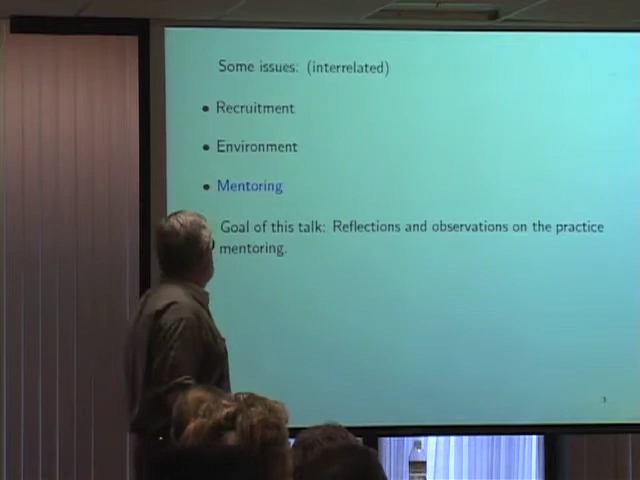 Some issues: (interrelated)
• Recruitment
• Environment
• Mentoring
Goal of this talk: Reflections and observations on the practice
mentoring.
3